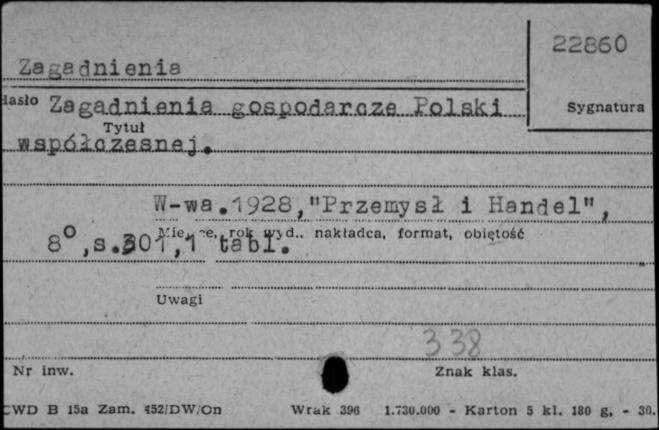 22860
Zagadnienia
Hasło Zagadnienia gospodarcze Polski
Sygnatura
Tytuł
współczesnej.
W-wa.1928,"Przemysł i Handel",
Miejsce, rok wyd., nakładca, format, objętość
8°,s.301,1 tabl.
Uwagi
338
Nr inw.
Znak klas.
CWD B 15a Zam. 452/DW/On Wrak 396 1.730.000 - Karton 5 kl. 180 g, - 30.